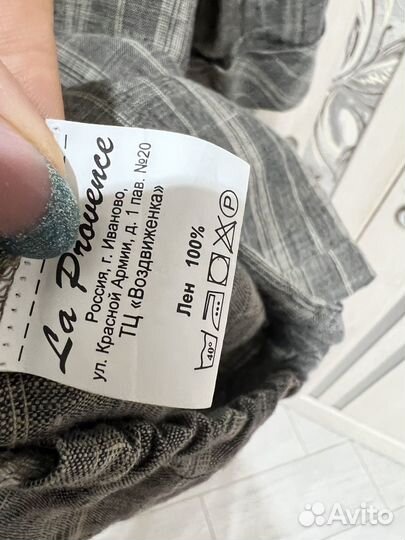 La Provence
Россия, г. Иваново,
ул. Красной Армии, д. 1 пав. №20
ТЦ «Воздвиженка»
Лен 100%
40°
P
Avito